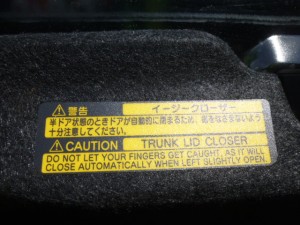 ⚠警告 イージークローザー
半ドア状態のときドアが自動的に閉まるため、指をはさまないよう
十分注意してください。
⚠CAUTION TRUNK LID CLOSER
DO NOT LET YOUR FINGERS GET CAUGHT, AS IT WILL
CLOSE AUTOMATICALLY WHEN LEFT SLIGHTLY OPEN.